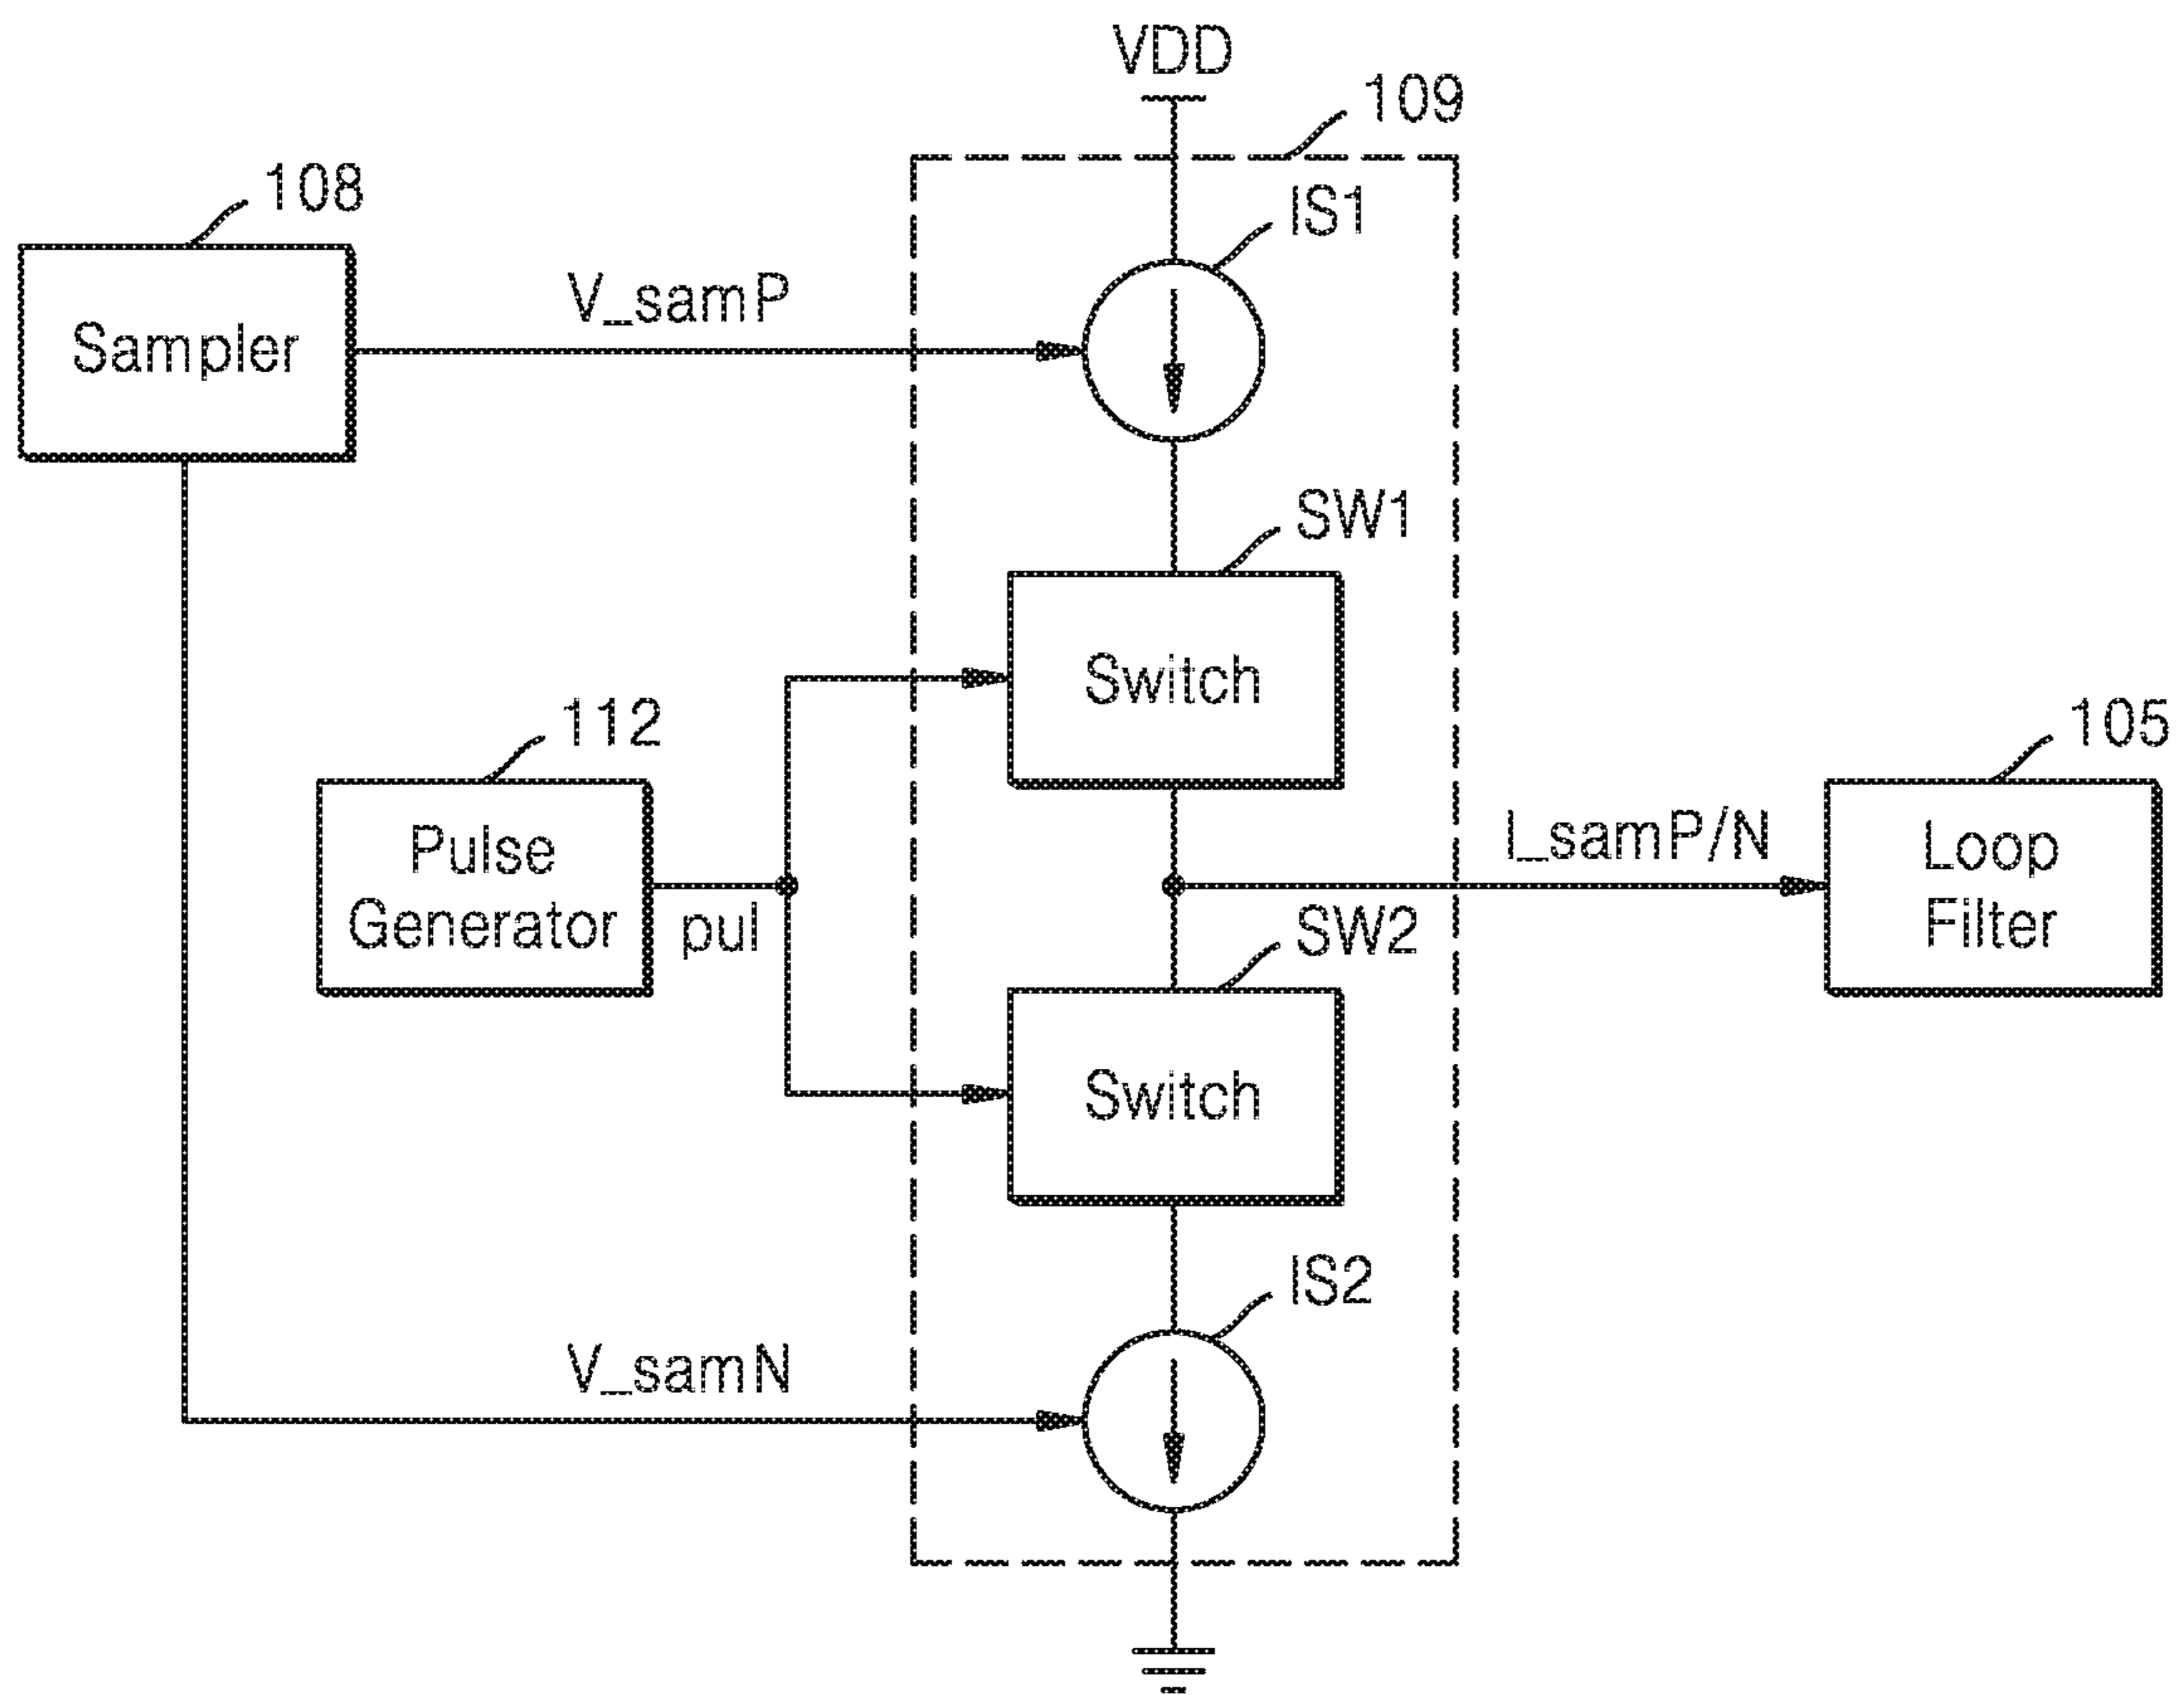 VDD
109
108
IS1
V_samP
Sampler
SW1
Switch
112
105
Pulse
Generator
pul
I_samP/N
Loop
Filter
SW2
Switch
IS2
V_samN